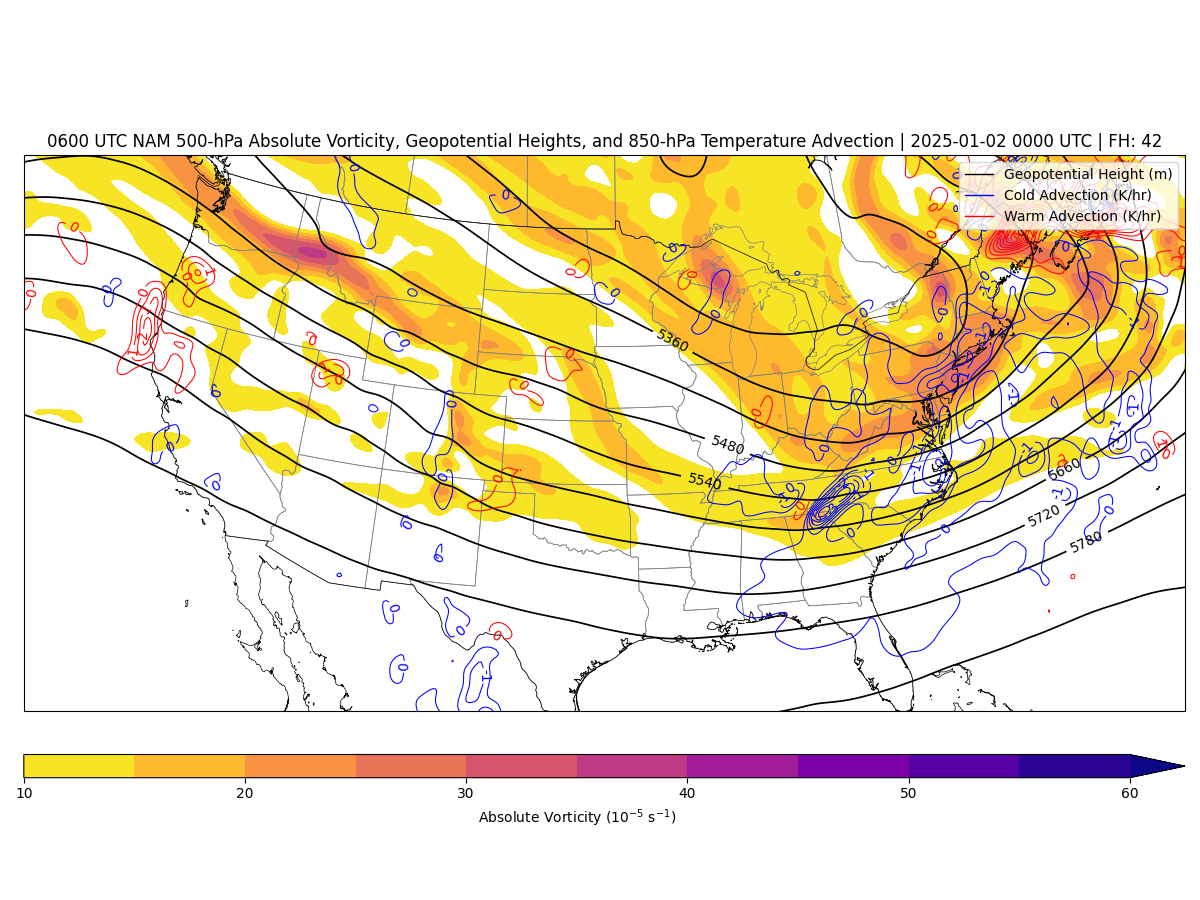 0600 UTC NAM 500-hPa Absolute Vorticity, Geopotential Heights, and 850-hPa Temperature Advection | 2025-01-02 0000 UTC | FH: 42
Geopotential Height (m)
Cold Advection (K/hr)
Warm Advection (K/hr)
5360
5480
5540
5660
5720
5780
10 20 30 40 50 60
Absolute Vorticity (10⁻⁵ s⁻¹)